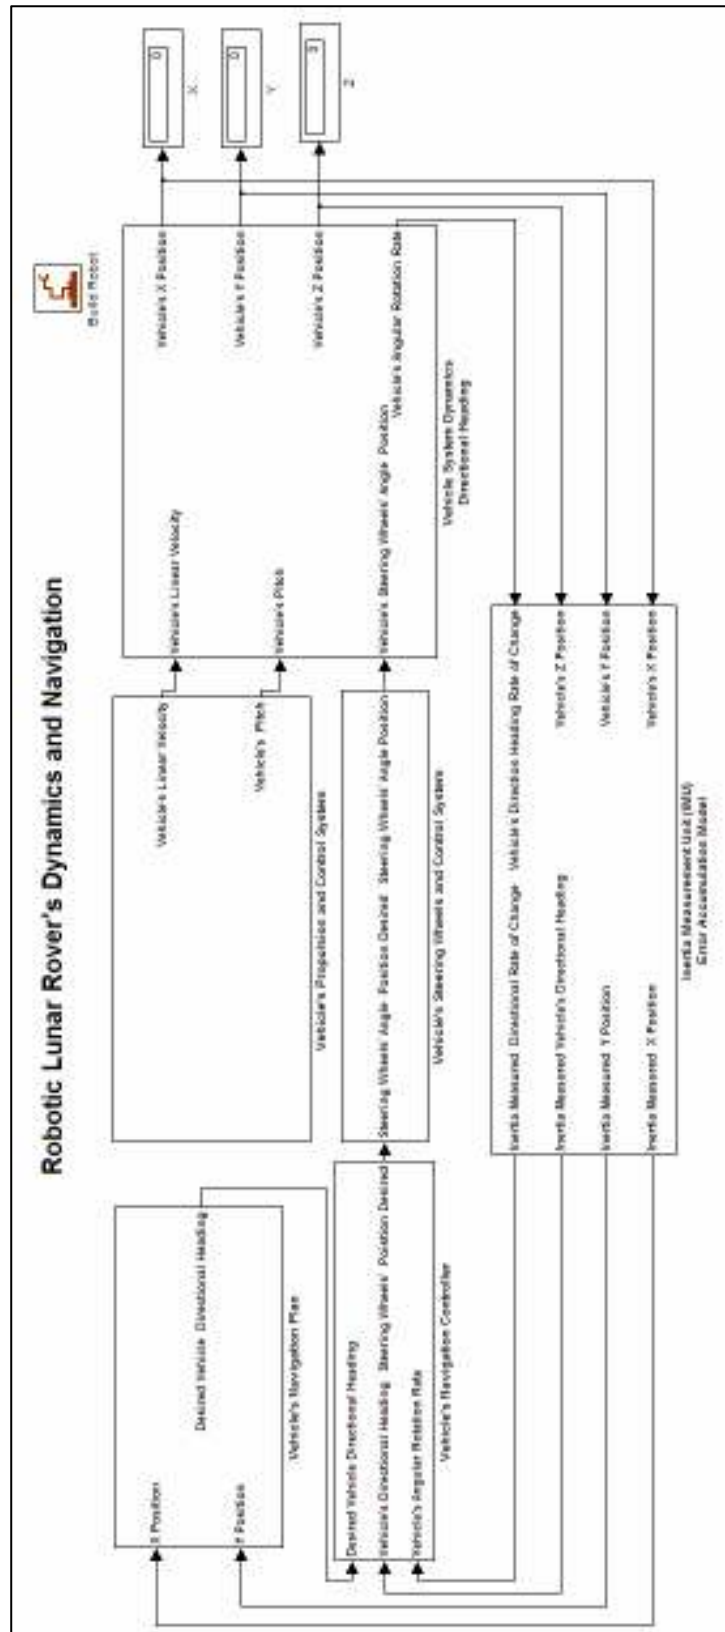 Robotic Lunar Rover's Dynamics and Navigation
Build Robot
X Position
Y Position
Desired Vehicle Directional Heading
Vehicle's Navigation Plan
Desired Vehicle Directional Heading
Vehicle's Directional Heading Steering Wheels' Position Desired
Vehicle's Angular Rotation Rate
Vehicle's Navigation Controller
Vehicle's Linear Velocity
Vehicle's Pitch
Vehicle's Propulsion and Control System
Steering Wheels' Angle Position Desired Steering Wheels' Angle Position
Vehicle's Steering Wheels and Control System
Vehicle's Linear Velocity
Vehicle's Pitch
Vehicle's Steering Wheels' Angle Position
Vehicle's X Position
Vehicle's Y Position
Vehicle's Z Position
Vehicle's Angular Rotation Rate
Vehicle System Dynamics
Directional Heading
0
X
0
Y
Z
Inertia Measured Directional Rate of Change Vehicle's Direction Heading Rate of Change
Inertia Measured Vehicle's Directional Heading Vehicle's Z Position
Inertia Measured Y Position Vehicle's Y Position
Inertia Measured X Position Vehicle's X Position
Inertia Measurement Unit (IMU)
Error Accumulation Model